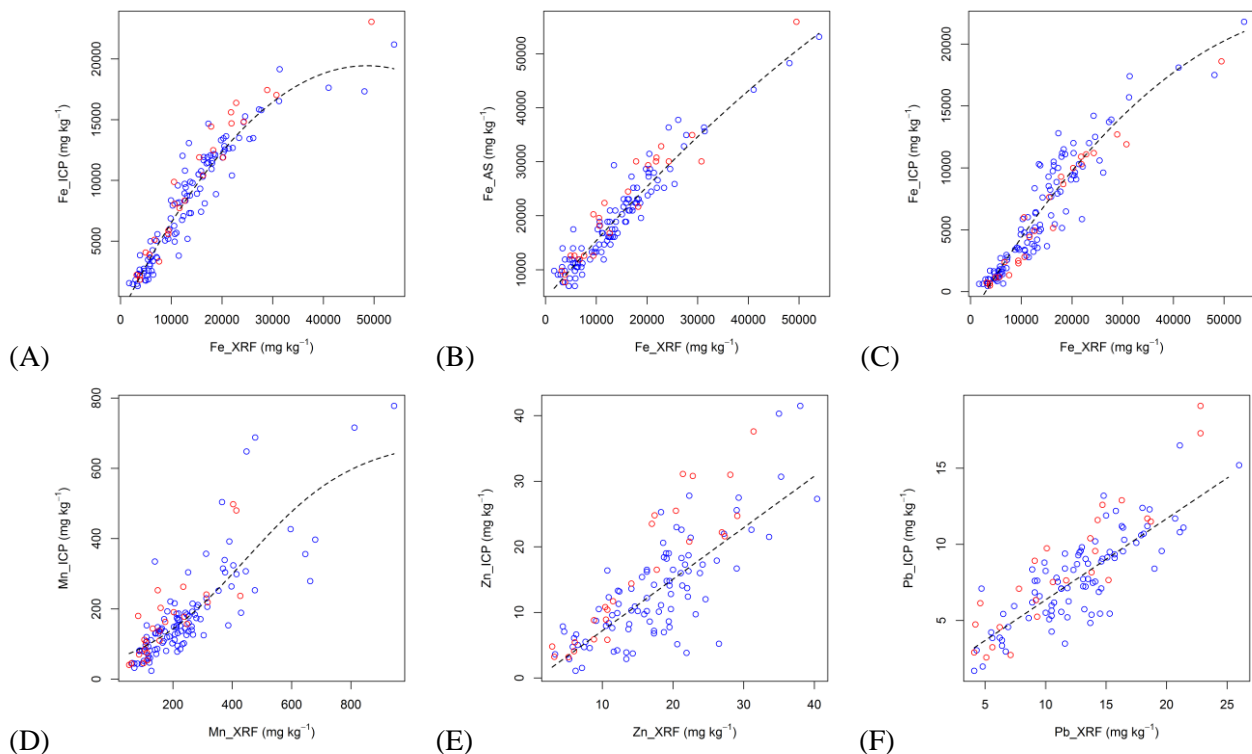 20000
15000
10000
5000
Fe_ICP (mg kg⁻¹)
0 10000 20000 30000 40000 50000
Fe_XRF (mg kg⁻¹)
(A)
50000
40000
30000
20000
10000
Fe_AS (mg kg⁻¹)
0 10000 20000 30000 40000 50000
Fe_XRF (mg kg⁻¹)
(B)
20000
15000
10000
5000
0
Fe_ICP (mg kg⁻¹)
0 10000 20000 30000 40000 50000
Fe_XRF (mg kg⁻¹)
(C)
800
600
400
200
0
Mn_ICP (mg kg⁻¹)
200 400 600 800
Mn_XRF (mg kg⁻¹)
(D)
40
30
20
10
0
Zn_ICP (mg kg⁻¹)
10 20 30 40
Zn_XRF (mg kg⁻¹)
(E)
15
10
5
Pb_ICP (mg kg⁻¹)
5 10 15 20 25
Pb_XRF (mg kg⁻¹)
(F)